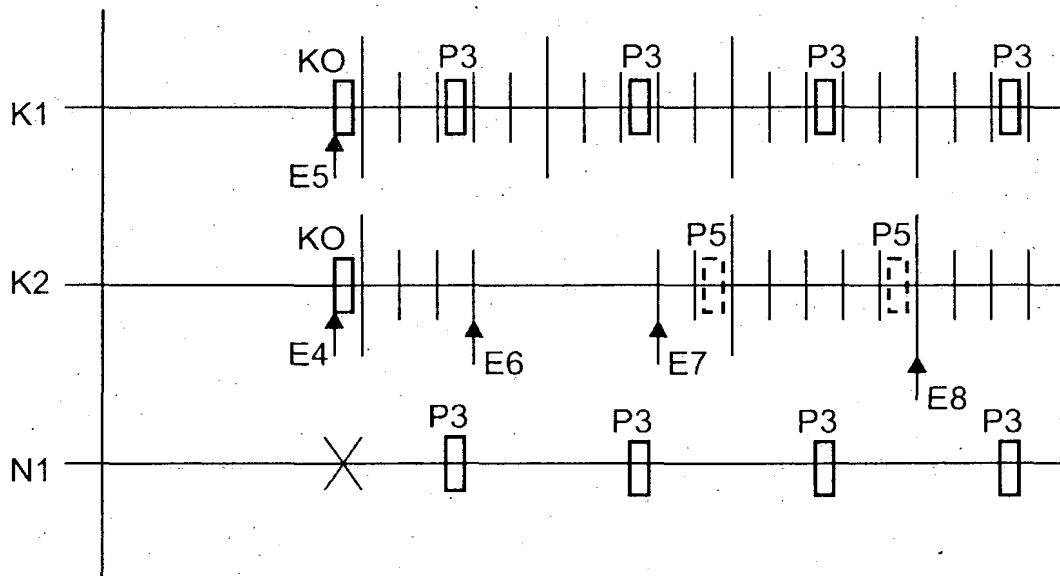 KO P3 P3 P3 P3
K1
E5
KO P5 P5
K2
E4 E6 E7 E8
P3 P3 P3 P3
N1